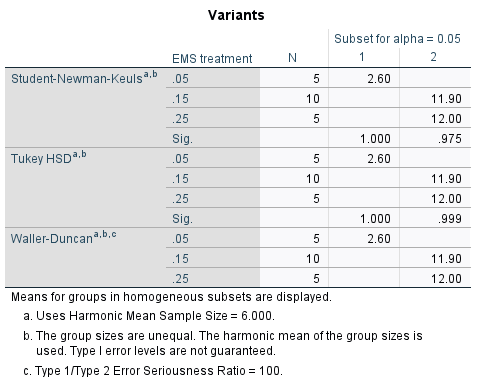 Variants
Subset for alpha = 0.05
EMS treatment N 1 2
Student-Newman-Keuls a,b .05 5 2.60
.15 10 11.90
.25 5 12.00
Sig. 1.000 .975
Tukey HSD a,b .05 5 2.60
.15 10 11.90
.25 5 12.00
Sig. 1.000 .999
Waller-Duncan a,b,c .05 5 2.60
.15 10 11.90
.25 5 12.00
Means for groups in homogeneous subsets are displayed.
a. Uses Harmonic Mean Sample Size = 6.000.
b. The group sizes are unequal. The harmonic mean of the group sizes is
used. Type I error levels are not guaranteed.
c. Type 1/Type 2 Error Seriousness Ratio = 100.